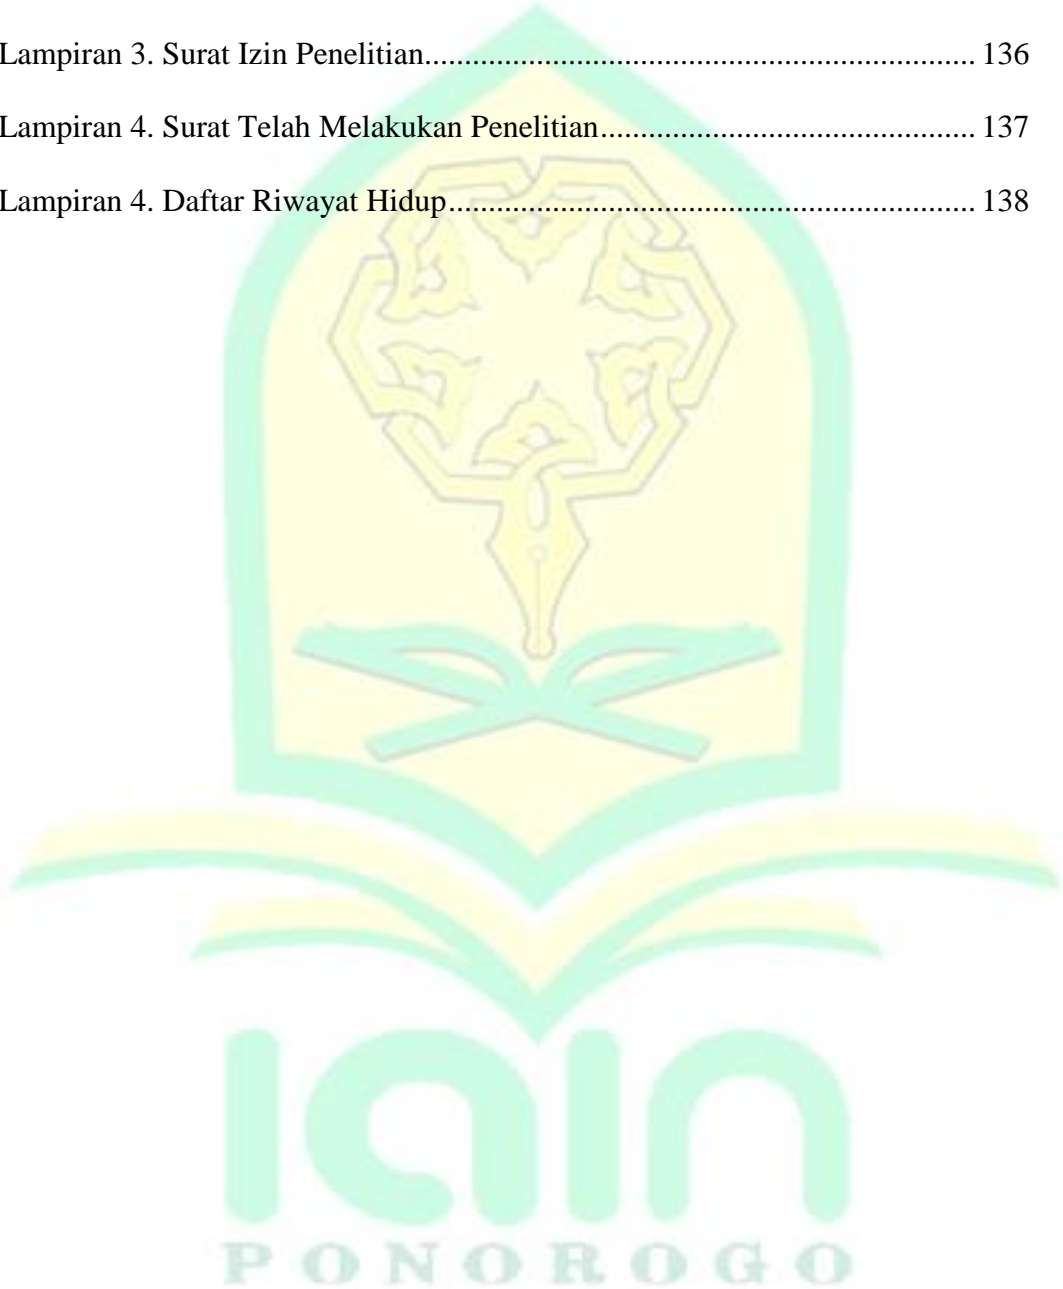 Lampiran 3. Surat Izin Penelitian...................................................................... 136
Lampiran 4. Surat Telah Melakukan Penelitian............................................... 137
Lampiran 4. Daftar Riwayat Hidup................................................................... 138
iain
PONOROGO